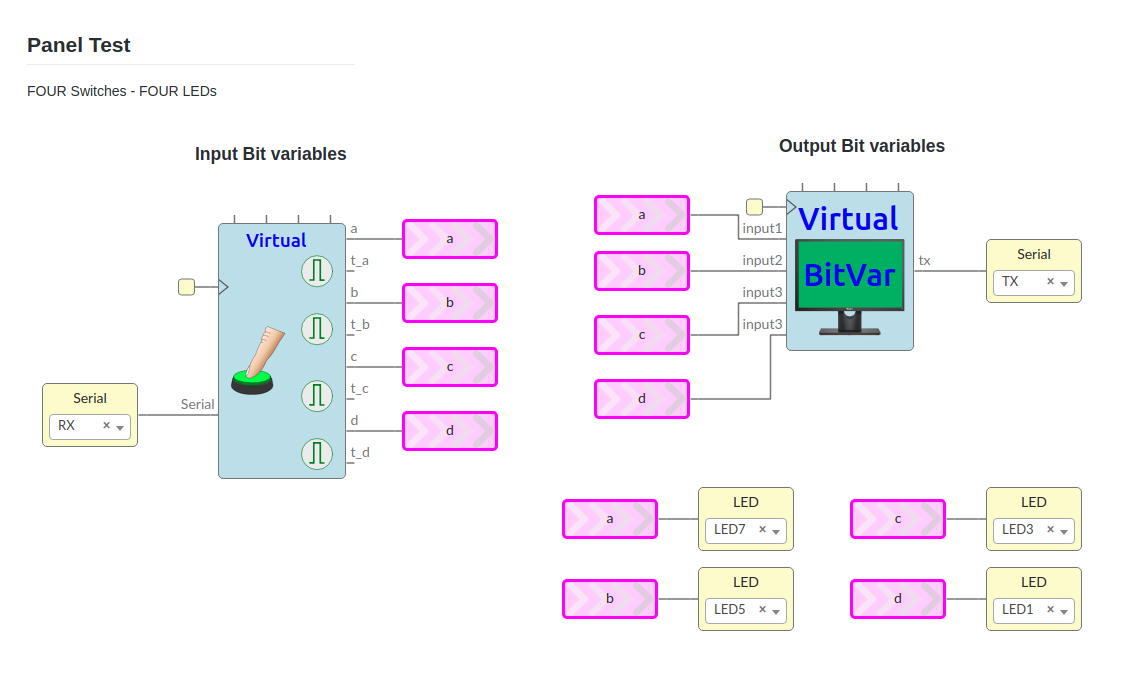 Panel Test
FOUR Switches - FOUR LEDs
Input Bit variables
Virtual
a
a
t_a
b
b
t_b
c
c
t_c
d
d
t_d
Serial
RX
Serial
Output Bit variables
a
b
c
d
input1
input2
input3
input3
Virtual
BitVar
tx
Serial
TX
a
LED
LED7
c
LED
LED3
b
LED
LED5
d
LED
LED1